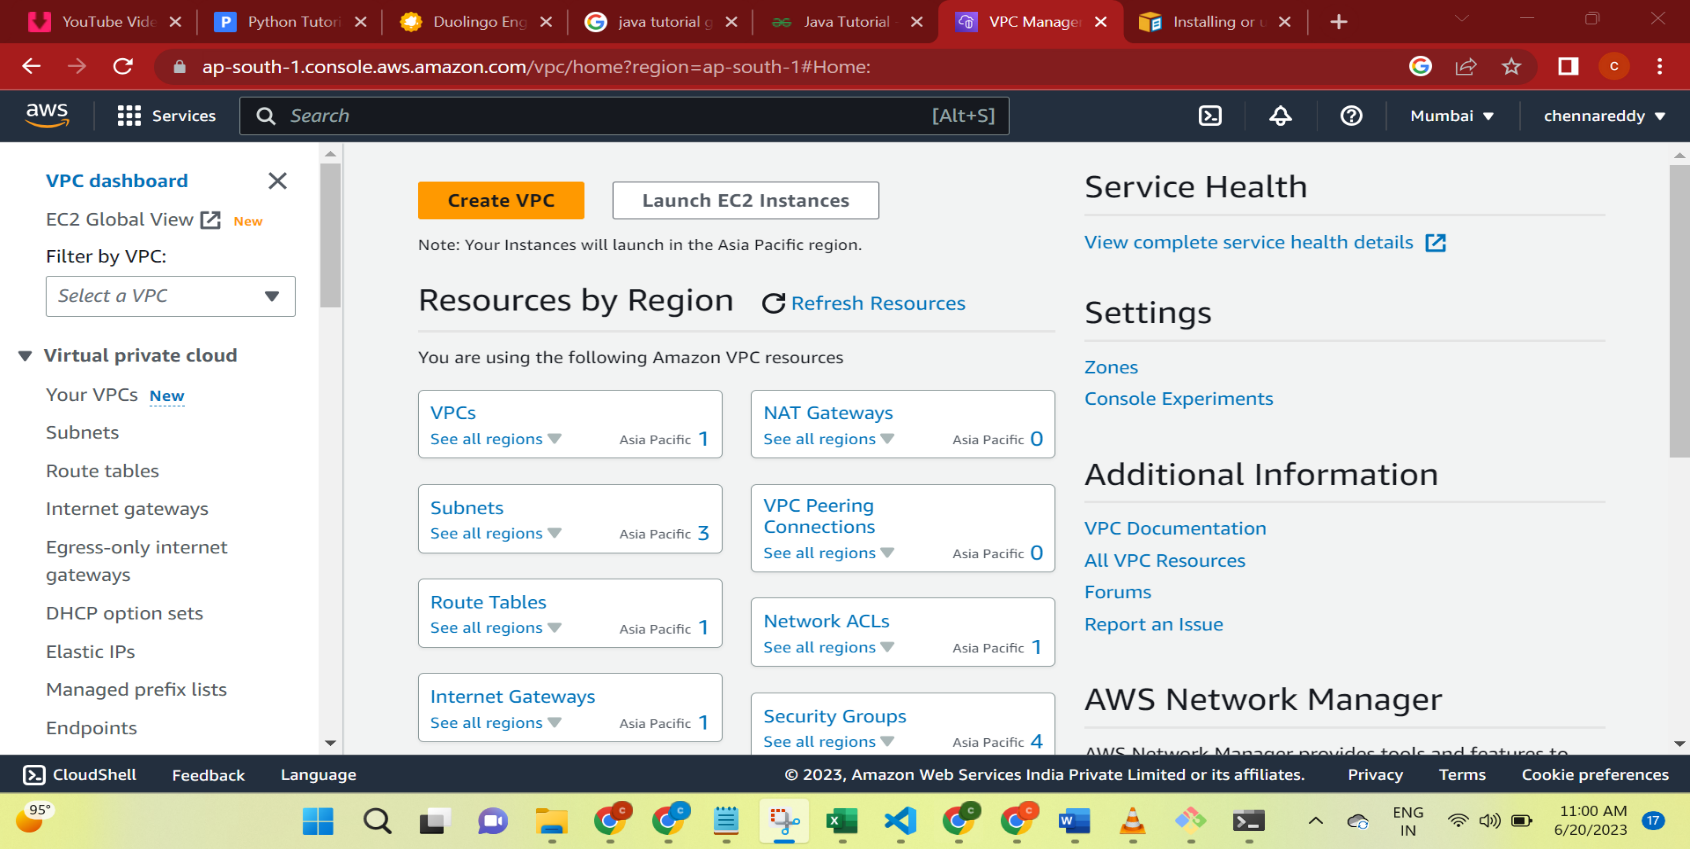 YouTube Vide
Python Tutori
Duolingo Eng
java tutorial g
Java Tutorial
VPC Manager
Installing or u
ap-south-1.console.aws.amazon.com/vpc/home?region=ap-south-1#Home:
C
aws
Services
Search
[Alt+S]
Mumbai
chennareddy
VPC dashboard
EC2 Global View New
Filter by VPC:
Select a VPC
Virtual private cloud
Your VPCs New
Subnets
Route tables
Internet gateways
Egress-only internet
gateways
DHCP option sets
Elastic IPs
Managed prefix lists
Endpoints
Create VPC
Launch EC2 Instances
Note: Your Instances will launch in the Asia Pacific region.
Resources by Region
Refresh Resources
You are using the following Amazon VPC resources
VPCs
See all regions Asia Pacific 1
Subnets
See all regions Asia Pacific 3
Route Tables
See all regions Asia Pacific 1
Internet Gateways
See all regions Asia Pacific 1
NAT Gateways
See all regions Asia Pacific 0
VPC Peering
Connections
See all regions Asia Pacific 0
Network ACLs
See all regions Asia Pacific 1
Security Groups
See all regions Asia Pacific 4
Service Health
View complete service health details
Settings
Zones
Console Experiments
Additional Information
VPC Documentation
All VPC Resources
Forums
Report an Issue
AWS Network Manager
AWS Network Manager provides tools and features to
CloudShell
Feedback
Language
© 2023, Amazon Web Services India Private Limited or its affiliates.
Privacy
Terms
Cookie preferences
95°
ENG
IN
11:00 AM
6/20/2023
17